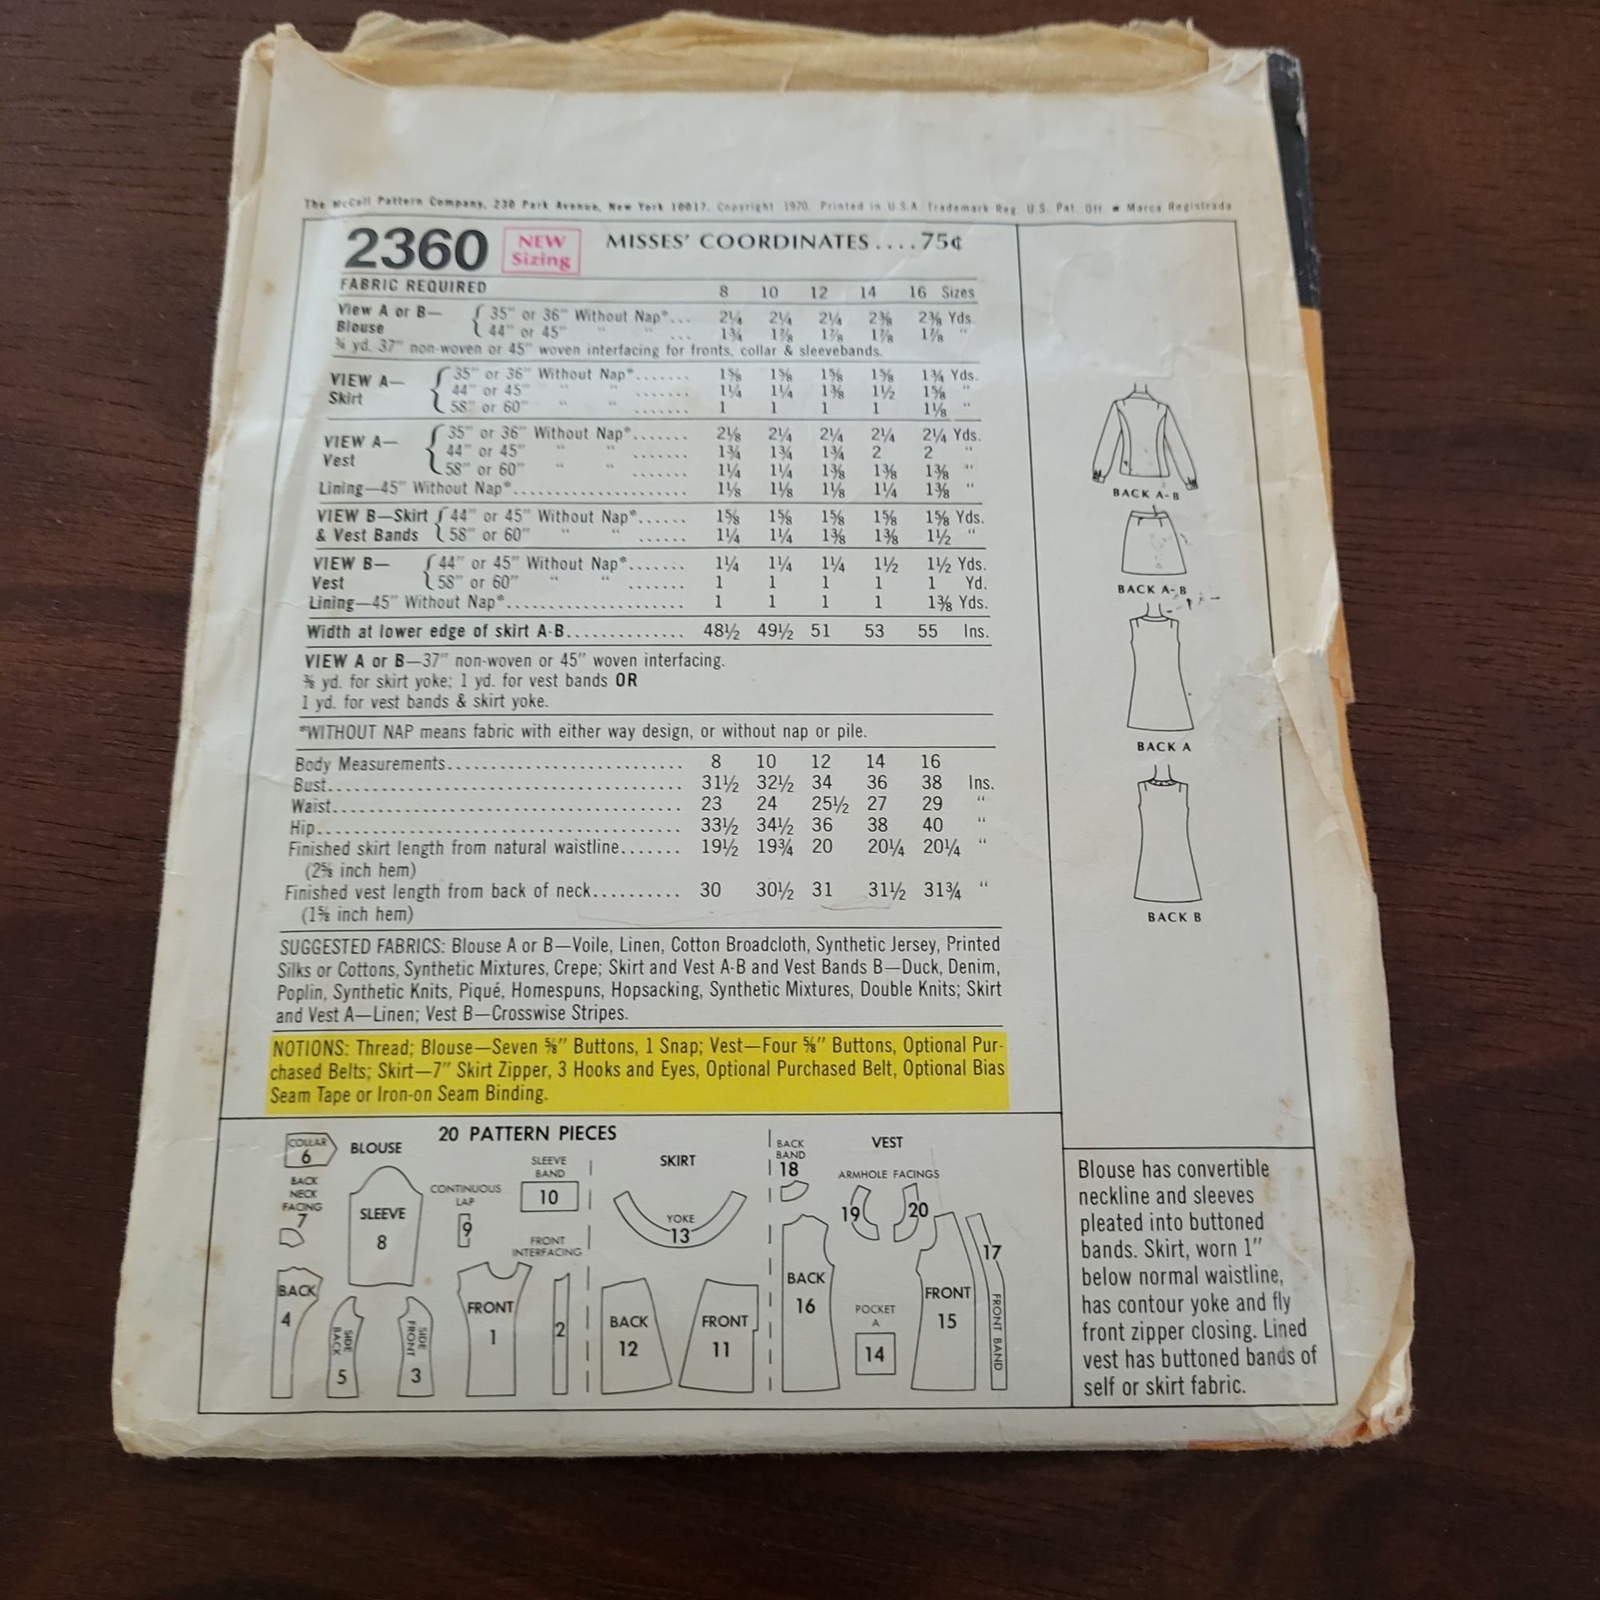 The McCall Pattern Company, 230 Park Avenue, New York 10017. Copyright 1970. Printed in U.S.A. Trademark Reg. U.S. Pat. Off. ■ Marca Registrada
2360 NEW Sizing MISSES' COORDINATES....75¢
FABRIC REQUIRED 8 10 12 14 16 Sizes
View A or B— Blouse
35" or 36" Without Nap*... 2¼ 2¼ 2¼ 2⅜ 2⅜ Yds.
44" or 45" " " ... 1¾ 1⅞ 1⅞ 1⅞ 1⅞ "
¾ yd. 37" non-woven or 45" woven interfacing for fronts, collar & sleevebands.
VIEW A— Skirt
35" or 36" Without Nap*....... 1⅝ 1⅝ 1⅝ 1⅝ 1¾ Yds.
44" or 45" " " ....... 1¼ 1¼ 1⅜ 1½ 1⅝ "
58" or 60" " " ....... 1 1 1 1 1⅛ "
VIEW A— Vest
35" or 36" Without Nap*....... 2⅛ 2¼ 2¼ 2¼ 2¼ Yds.
44" or 45" " " ....... 1¾ 1¾ 1¾ 2 2 "
58" or 60" " " ....... 1¼ 1¼ 1⅜ 1⅜ 1⅜ "
Lining—45" Without Nap*...................... 1⅛ 1⅛ 1⅛ 1¼ 1⅜ "
VIEW B—Skirt & Vest Bands
44" or 45" Without Nap*...... 1⅝ 1⅝ 1⅝ 1⅝ 1⅝ Yds.
58" or 60" " " ...... 1¼ 1¼ 1⅜ 1⅜ 1½ "
VIEW B— Vest
44" or 45" Without Nap*....... 1¼ 1¼ 1¼ 1½ 1½ Yds.
58" or 60" " " ....... 1 1 1 1 1 Yd.
Lining—45" Without Nap*...................... 1 1 1 1 1⅜ Yds.
Width at lower edge of skirt A-B.............. 48½ 49½ 51 53 55 Ins.
VIEW A or B—37" non-woven or 45" woven interfacing.
⅜ yd. for skirt yoke; 1 yd. for vest bands OR
1 yd. for vest bands & skirt yoke.
*WITHOUT NAP means fabric with either way design, or without nap or pile.
Body Measurements............................ 8 10 12 14 16
Bust........................................... 31½ 32½ 34 36 38 Ins.
Waist.......................................... 23 24 25½ 27 29 "
Hip............................................ 33½ 34½ 36 38 40 "
Finished skirt length from natural waistline....... 19½ 19¾ 20 20¼ 20¼ "
(2⅝ inch hem)
Finished vest length from back of neck.......... 30 30½ 31 31½ 31¾ "
(1⅝ inch hem)
SUGGESTED FABRICS: Blouse A or B—Voile, Linen, Cotton Broadcloth, Synthetic Jersey, Printed
Silks or Cottons, Synthetic Mixtures, Crepe; Skirt and Vest A-B and Vest Bands B—Duck, Denim,
Poplin, Synthetic Knits, Piqué, Homespuns, Hopsacking, Synthetic Mixtures, Double Knits; Skirt
and Vest A—Linen; Vest B—Crosswise Stripes.
NOTIONS: Thread; Blouse—Seven ⅝" Buttons, 1 Snap; Vest—Four ⅝" Buttons, Optional Pur-
chased Belts; Skirt—7" Skirt Zipper, 3 Hooks and Eyes, Optional Purchased Belt, Optional Bias
Seam Tape or Iron-on Seam Binding.
BACK A-B
BACK A-B
BACK A
BACK B
20 PATTERN PIECES
BLOUSE
COLLAR
6
BACK
NECK
FACING
7
SLEEVE
8
CONTINUOUS
LAP
9
SLEEVE
BAND
10
FRONT
INTERFACING
2
BACK
4
SIDE
BACK
5
SIDE
FRONT
3
FRONT
1
SKIRT
YOKE
13
BACK
12
FRONT
11
VEST
BACK
BAND
18
ARMHOLE FACINGS
19
20
BACK
16
POCKET
A
14
FRONT
15
17
FRONT BAND
Blouse has convertible
neckline and sleeves
pleated into buttoned
bands. Skirt, worn 1"
below normal waistline,
has contour yoke and fly
front zipper closing. Lined
vest has buttoned bands of
self or skirt fabric.